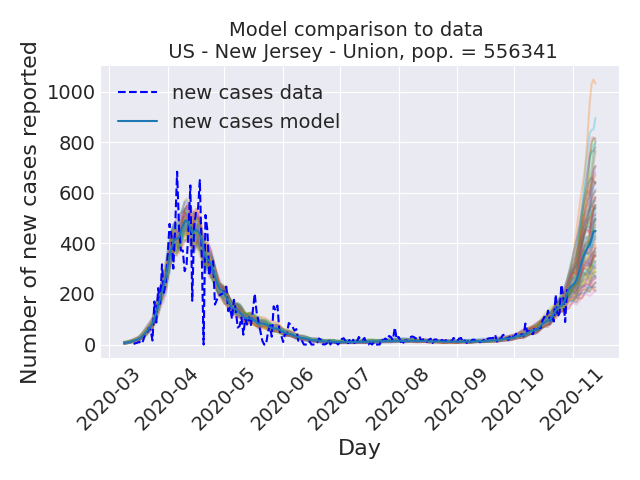 Model comparison to data
US - New Jersey - Union, pop. = 556341
Number of new cases reported
1000
800
600
400
200
0
new cases data
new cases model
2020-03
2020-04
2020-05
2020-06
2020-07
2020-08
2020-09
2020-10
2020-11
Day